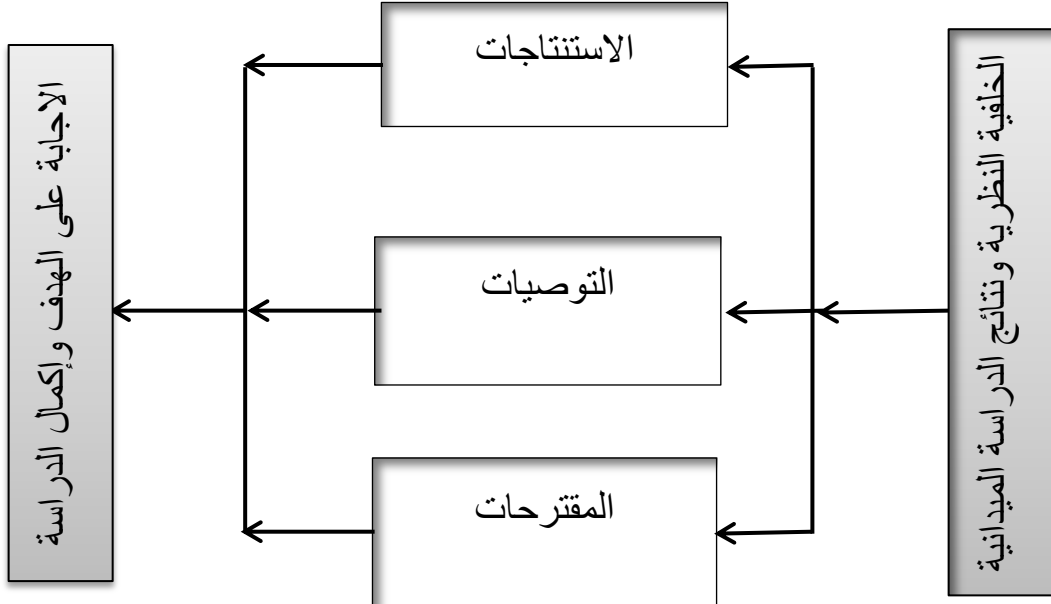 الخلفية النظرية ونتائج الدراسة الميدانية
الاستنتاجات
التوصيات
المقترحات
الاجابة على الهدف وإكمال الدراسة